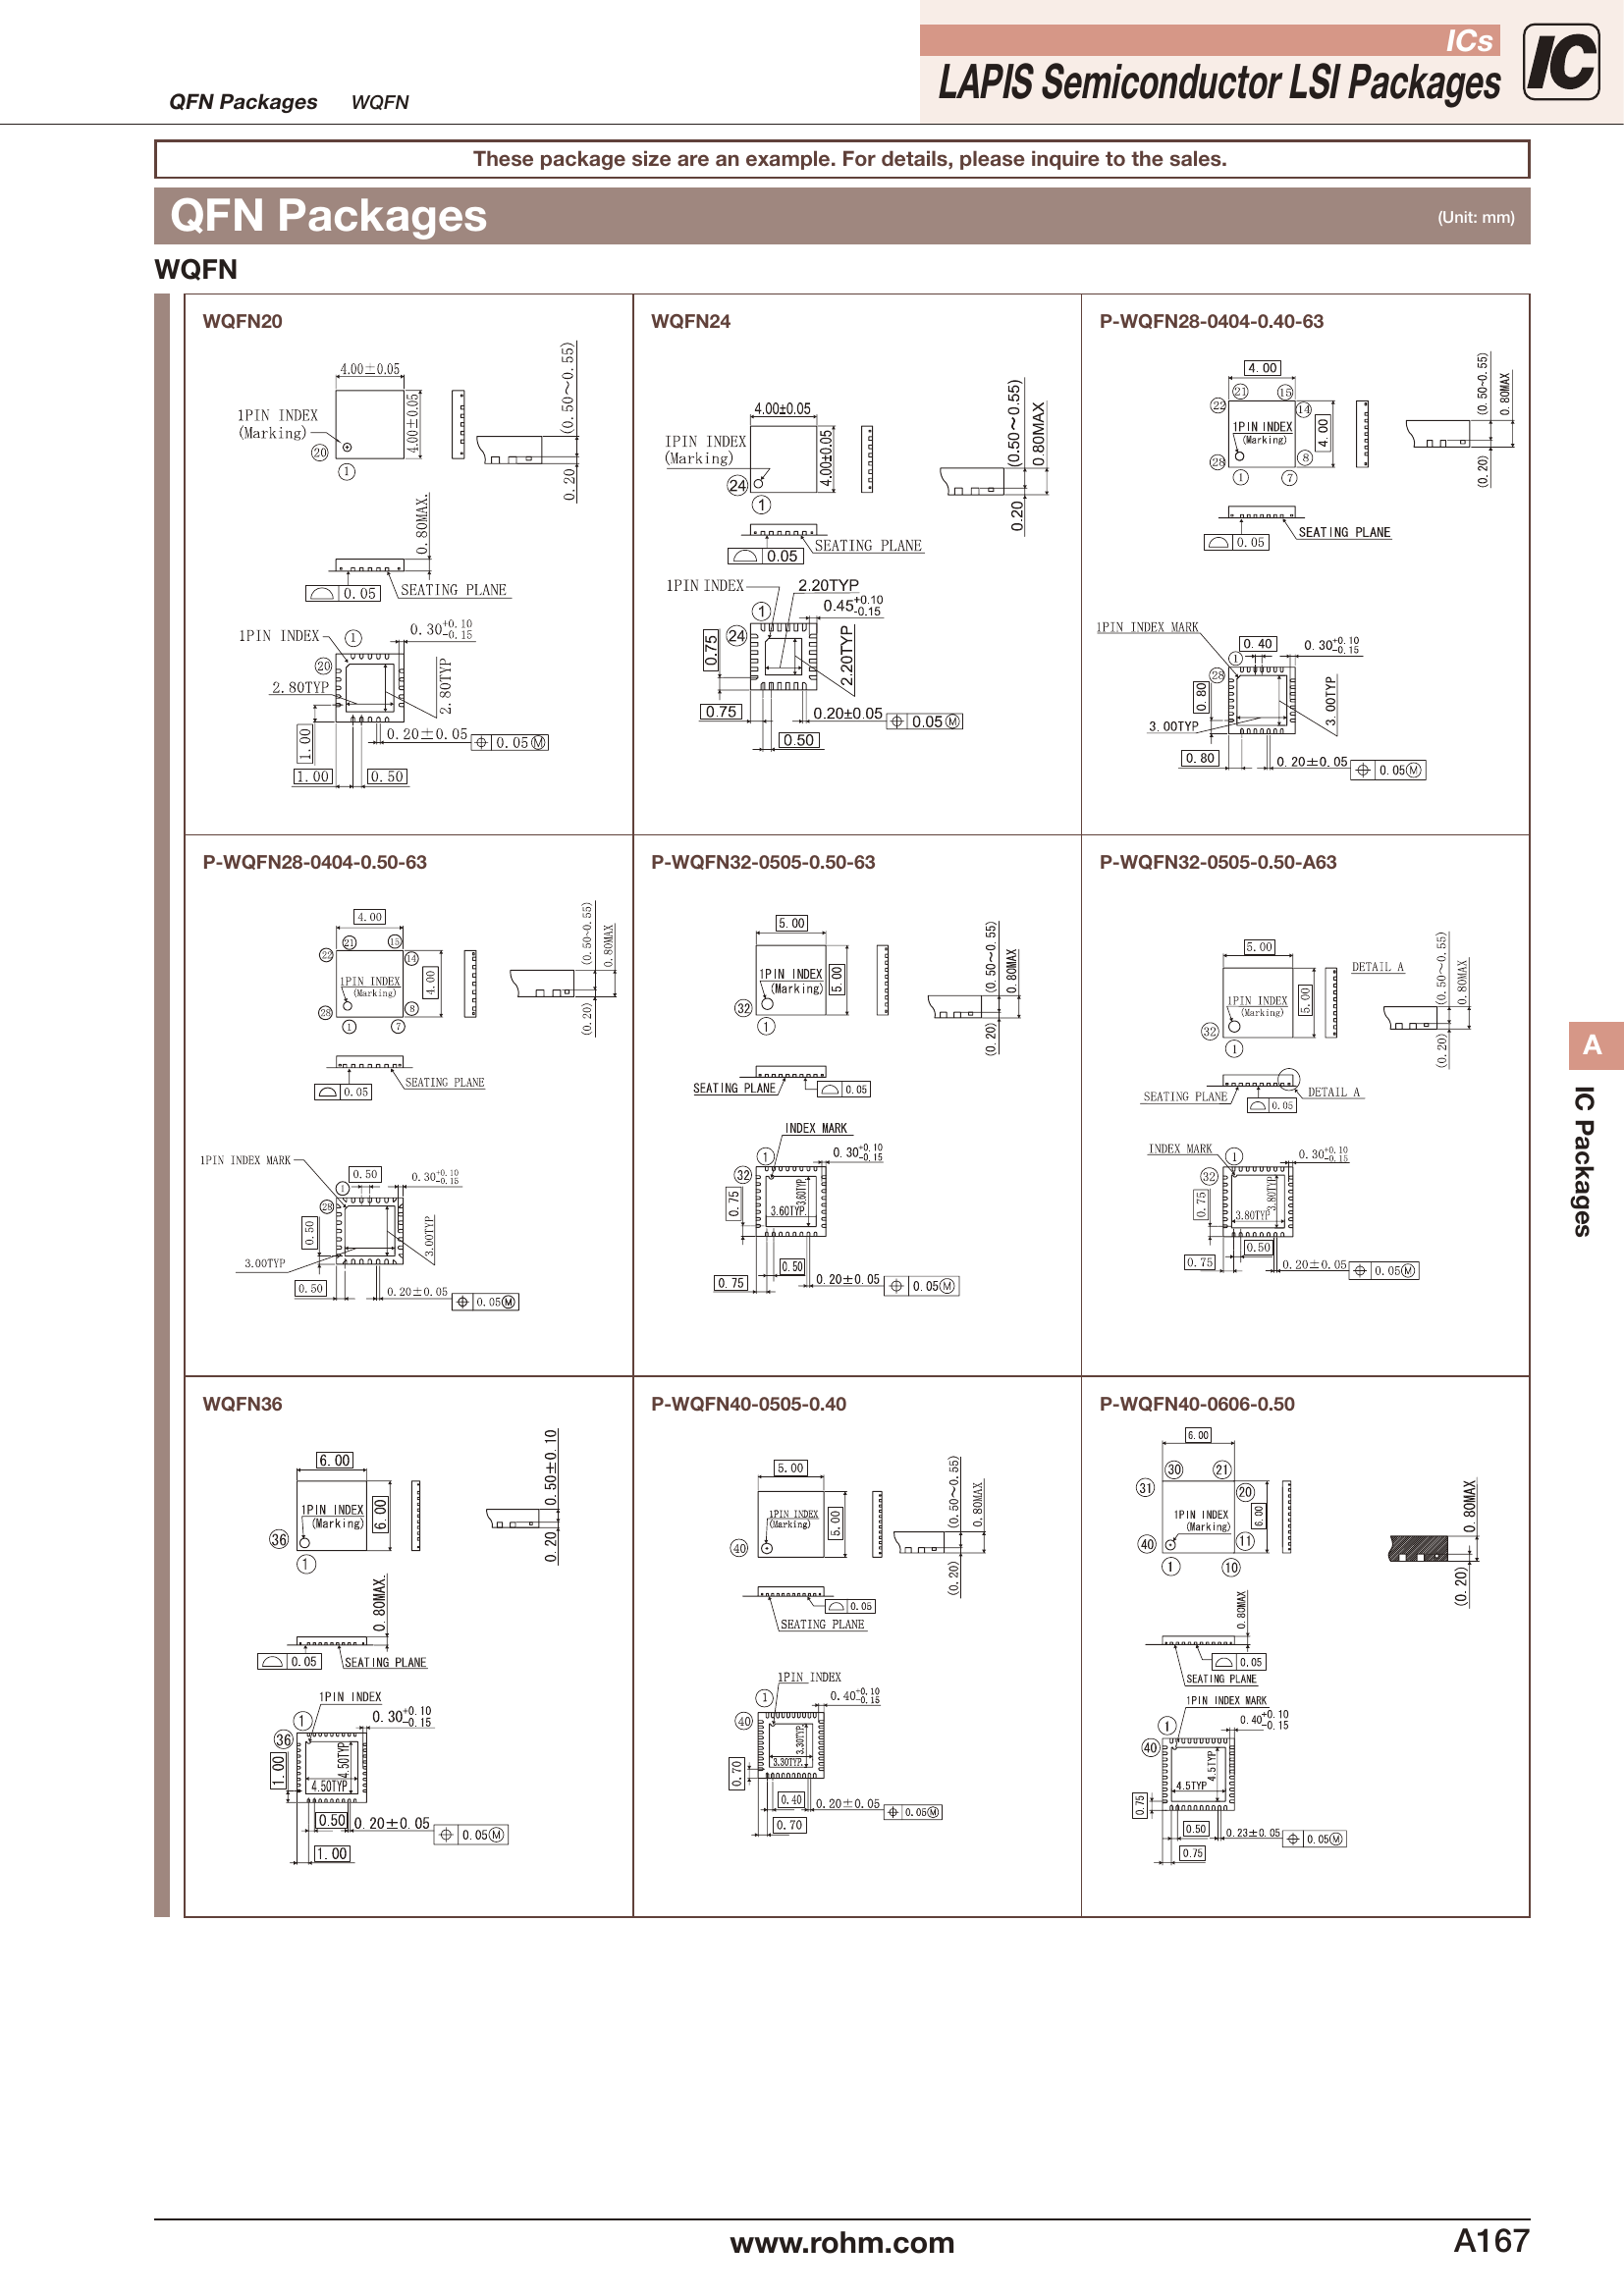 ICs
LAPIS Semiconductor LSI Packages
IC
QFN Packages WQFN
These package size are an example. For details, please inquire to the sales.
QFN Packages (Unit: mm)
WQFN
WQFN20
4.00±0.05
4.00±0.05
1PIN INDEX
(Marking)
20
1
(0.50～0.55)
0.20
0.80MAX.
0.05
SEATING PLANE
1PIN INDEX
1
0.30+0.10-0.15
20
2.80TYP
2.80TYP
1.00
0.20±0.05
0.05 M
1.00
0.50
WQFN24
4.00±0.05
4.00±0.05
1PIN INDEX
(Marking)
24
1
(0.50～0.55)
0.80MAX
0.20
SEATING PLANE
0.05
1PIN INDEX
2.20TYP
1
0.45+0.10-0.15
24
0.75
2.20TYP
0.75
0.20±0.05
0.05 M
0.50
P-WQFN28-0404-0.40-63
4.00
21
15
22
14
1PIN INDEX
(Marking)
4.00
28
8
1
7
(0.50~0.55)
0.80MAX
(0.20)
SEATING PLANE
0.05
1PIN INDEX MARK
0.40
0.30+0.10-0.15
1
28
0.80
3.00TYP
3.00TYP
0.80
0.20±0.05
0.05 M
P-WQFN28-0404-0.50-63
4.00
21
15
22
14
1PIN INDEX
(Marking)
4.00
28
8
1
7
(0.50~0.55)
0.80MAX
(0.20)
SEATING PLANE
0.05
1PIN INDEX MARK
0.50
0.30+0.10-0.15
1
28
0.50
3.00TYP
3.00TYP
0.50
0.20±0.05
0.05 M
P-WQFN32-0505-0.50-63
5.00
1PIN INDEX
(Marking)
5.00
32
1
(0.50～0.55)
0.80MAX
(0.20)
SEATING PLANE
0.05
INDEX MARK
1
0.30+0.10-0.15
32
0.75
3.60TYP.
3.60TYP.
0.50
0.75
0.20±0.05
0.05 M
P-WQFN32-0505-0.50-A63
5.00
DETAIL A
1PIN INDEX
(Marking)
5.00
32
1
(0.50～0.55)
0.80MAX
(0.20)
SEATING PLANE
DETAIL A
0.05
INDEX MARK
1
0.30+0.10-0.15
32
0.75
3.80TYP
3.80TYP
0.50
0.75
0.20±0.05
0.05 M
WQFN36
6.00
1PIN INDEX
(Marking)
6.00
36
1
0.50±0.10
0.20
0.80MAX.
0.05
SEATING PLANE
1PIN INDEX
1
0.30+0.10-0.15
36
1.00
4.50TYP
4.50TYP
0.50
0.20±0.05
0.05 M
1.00
P-WQFN40-0505-0.40
5.00
1PIN INDEX
(Marking)
5.00
40
(0.50～0.55)
0.80MAX
(0.20)
0.05
SEATING PLANE
1PIN INDEX
1
0.40+0.10-0.15
40
3.30TYP.
3.30TYP.
0.70
0.40
0.20±0.05
0.05 M
0.70
P-WQFN40-0606-0.50
6.00
30
21
31
20
1PIN INDEX
(Marking)
6.00
40
11
1
10
0.80MAX
(0.20)
0.80MAX
0.05
SEATING PLANE
1PIN INDEX MARK
1
0.40+0.10-0.15
40
4.5TYP
4.5TYP
0.75
0.50
0.23±0.05
0.05 M
0.75
A
IC Packages
www.rohm.com
A167